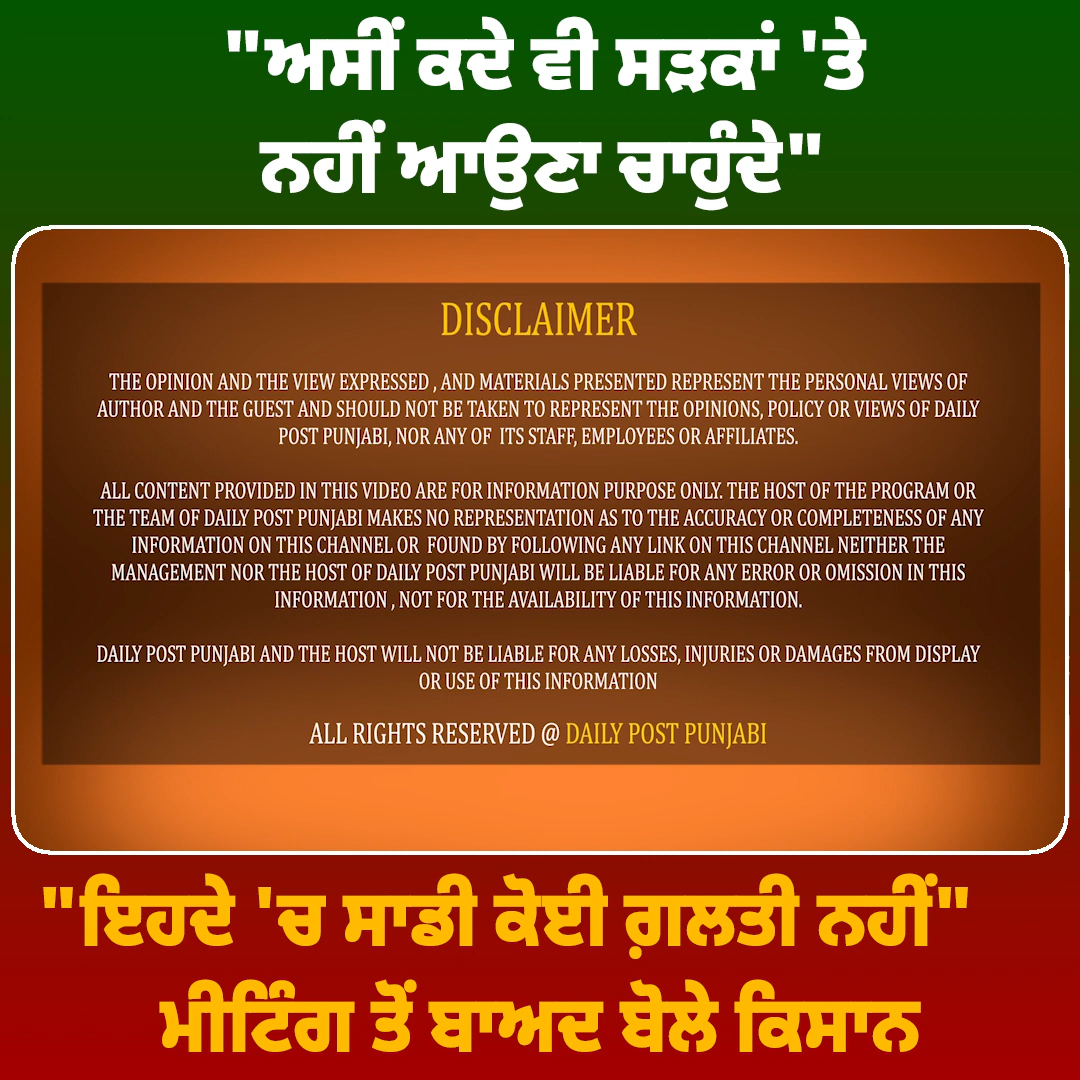 "ਅਸੀਂ ਕਦੇ ਵੀ ਸੜਕਾਂ 'ਤੇ
ਨਹੀਂ ਆਉਣਾ ਚਾਹੁੰਦੇ"
DISCLAIMER
THE OPINION AND THE VIEW EXPRESSED , AND MATERIALS PRESENTED REPRESENT THE PERSONAL VIEWS OF
AUTHOR AND THE GUEST AND SHOULD NOT BE TAKEN TO REPRESENT THE OPINIONS, POLICY OR VIEWS OF DAILY
POST PUNJABI, NOR ANY OF ITS STAFF, EMPLOYEES OR AFFILIATES.
ALL CONTENT PROVIDED IN THIS VIDEO ARE FOR INFORMATION PURPOSE ONLY. THE HOST OF THE PROGRAM OR
THE TEAM OF DAILY POST PUNJABI MAKES NO REPRESENTATION AS TO THE ACCURACY OR COMPLETENESS OF ANY
INFORMATION ON THIS CHANNEL OR FOUND BY FOLLOWING ANY LINK ON THIS CHANNEL NEITHER THE
MANAGEMENT NOR THE HOST OF DAILY POST PUNJABI WILL BE LIABLE FOR ANY ERROR OR OMISSION IN THIS
INFORMATION , NOT FOR THE AVAILABILITY OF THIS INFORMATION.
DAILY POST PUNJABI AND THE HOST WILL NOT BE LIABLE FOR ANY LOSSES, INJURIES OR DAMAGES FROM DISPLAY
OR USE OF THIS INFORMATION
ALL RIGHTS RESERVED @ DAILY POST PUNJABI
"ਇਹਦੇ 'ਚ ਸਾਡੀ ਕੋਈ ਗ਼ਲਤੀ ਨਹੀਂ"
ਮੀਟਿੰਗ ਤੋਂ ਬਾਅਦ ਬੋਲੇ ਕਿਸਾਨ